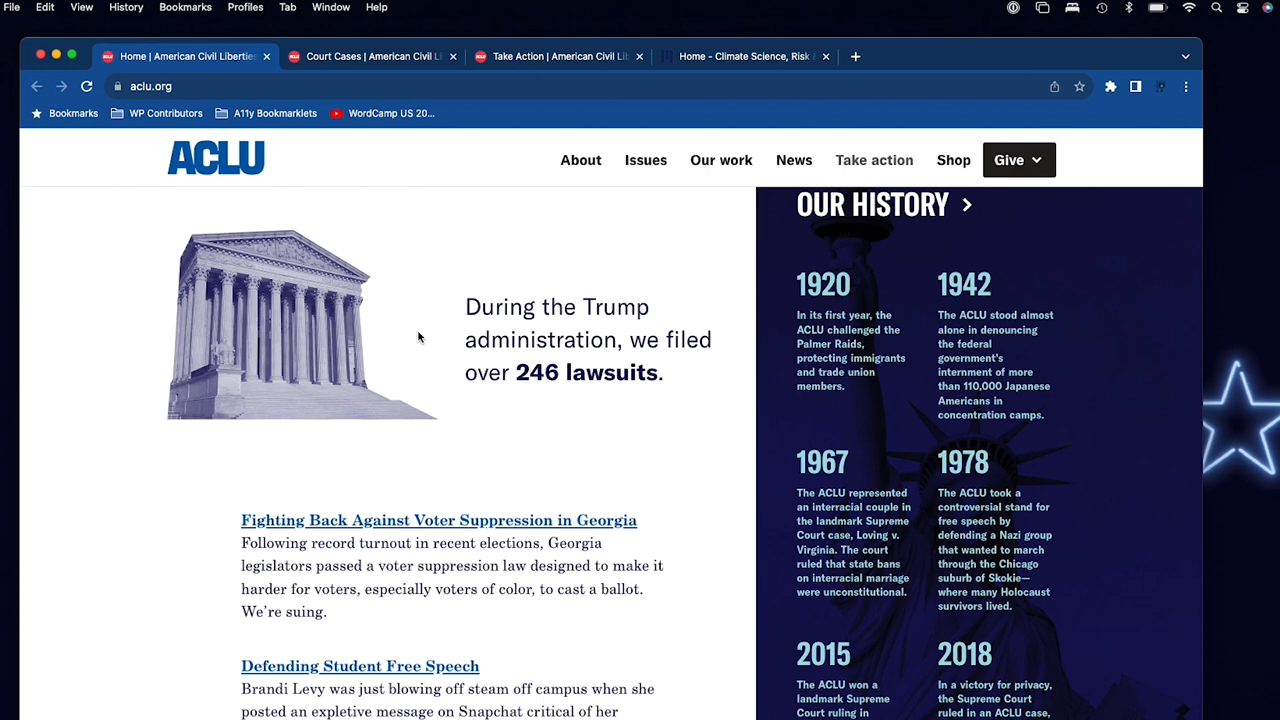 File Edit View History Bookmarks Profiles Tab Window Help
Home | American Civil Liberties
Court Cases | American Civil Li
Take Action | American Civil Lib
Home - Climate Science, Risk &
aclu.org
Bookmarks
WP Contributors
A11y Bookmarklets
WordCamp US 20...
ACLU
About Issues Our work News Take action Shop Give
During the Trump
administration, we filed
over 246 lawsuits.
Fighting Back Against Voter Suppression in Georgia
Following record turnout in recent elections, Georgia
legislators passed a voter suppression law designed to make it
harder for voters, especially voters of color, to cast a ballot.
We're suing.
Defending Student Free Speech
Brandi Levy was just blowing off steam off campus when she
posted an expletive message on Snapchat critical of her
OUR HISTORY
1920
In its first year, the
ACLU challenged the
Palmer Raids,
protecting immigrants
and trade union
members.
1942
The ACLU stood almost
alone in denouncing
the federal
government's
internment of more
than 110,000 Japanese
Americans in
concentration camps.
1967
The ACLU represented
an interracial couple in
the landmark Supreme
Court case, Loving v.
Virginia. The court
ruled that state bans
on interracial marriage
were unconstitutional.
1978
The ACLU took a
controversial stand for
free speech by
defending a Nazi group
that wanted to march
through the Chicago
suburb of Skokie—
where many Holocaust
survivors lived.
2015
The ACLU won a
landmark Supreme
Court ruling in
2018
In a victory for privacy,
the Supreme Court
ruled in an ACLU case,